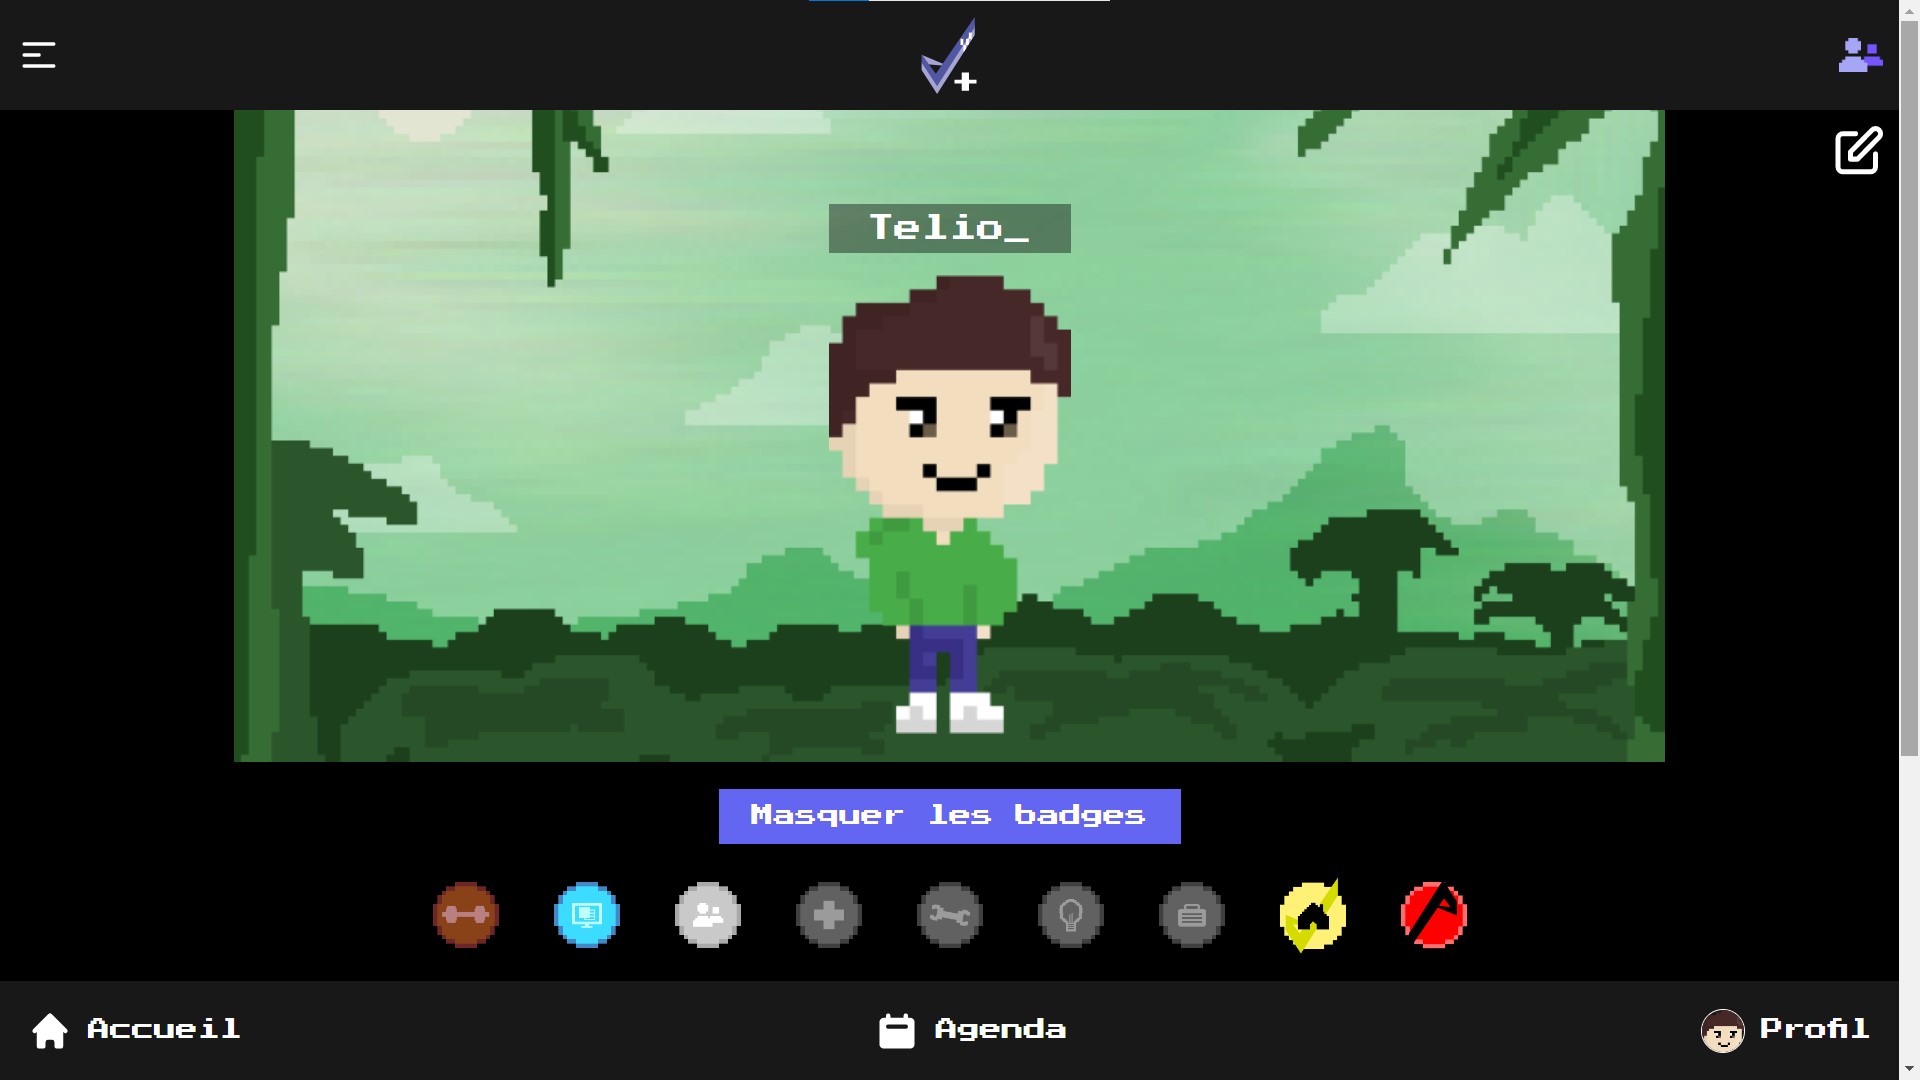 Telio_
Masquer les badges
Accueil
Agenda
Profil